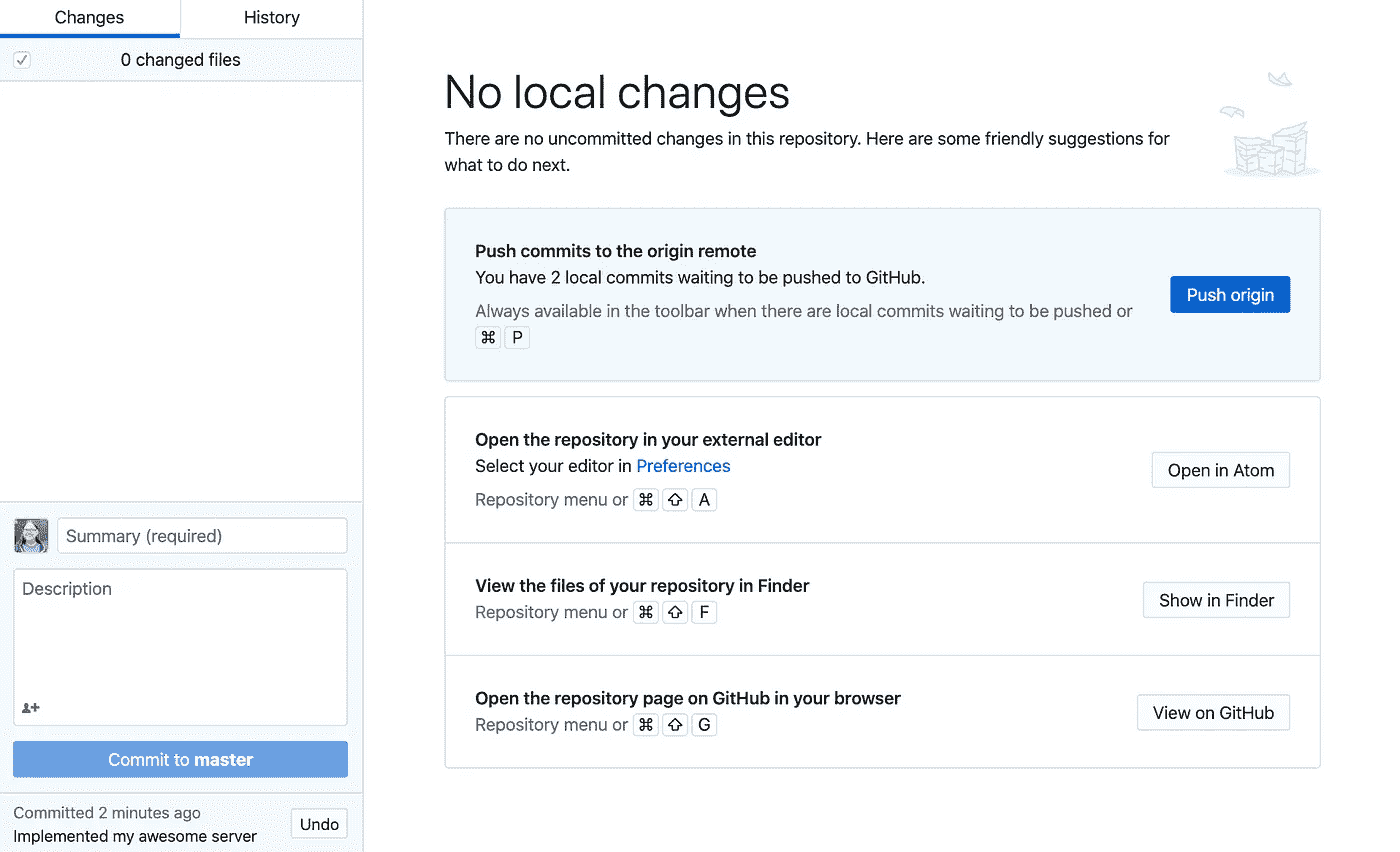 Changes
History
0 changed files
No local changes
There are no uncommitted changes in this repository. Here are some friendly suggestions for
what to do next.
Push commits to the origin remote
You have 2 local commits waiting to be pushed to GitHub.
Always available in the toolbar when there are local commits waiting to be pushed or
⌘ P
Push origin
Open the repository in your external editor
Select your editor in Preferences
Repository menu or ⌘ ⇧ A
Open in Atom
View the files of your repository in Finder
Repository menu or ⌘ ⇧ F
Show in Finder
Open the repository page on GitHub in your browser
Repository menu or ⌘ ⇧ G
View on GitHub
Summary (required)
Description
Commit to master
Committed 2 minutes ago
Implemented my awesome server
Undo